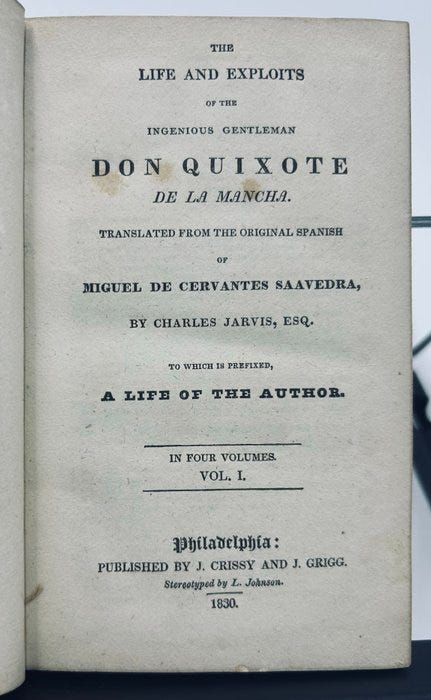 THE
LIFE AND EXPLOITS
OF THE
INGENIOUS GENTLEMAN
DON QUIXOTE
DE LA MANCHA.
TRANSLATED FROM THE ORIGINAL SPANISH
OF
MIGUEL DE CERVANTES SAAVEDRA,
BY CHARLES JARVIS, ESQ.
TO WHICH IS PREFIXED,
A LIFE OF THE AUTHOR.
IN FOUR VOLUMES.
VOL. I.
Philadelphia:
PUBLISHED BY J. CRISSY AND J. GRIGG.
Stereotyped by L. Johnson.
1830.